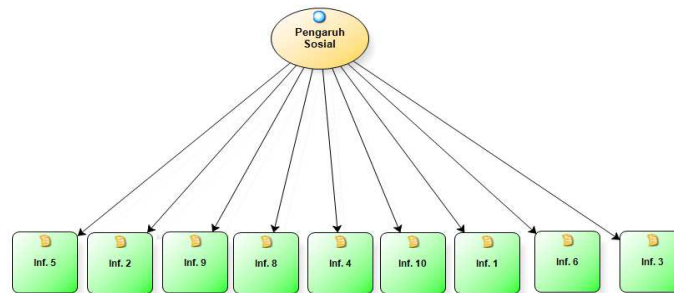 Pengaruh
Sosial
Inf. 5
Inf. 2
Inf. 9
Inf. 8
Inf. 4
Inf. 10
Inf. 1
Inf. 6
Inf. 3